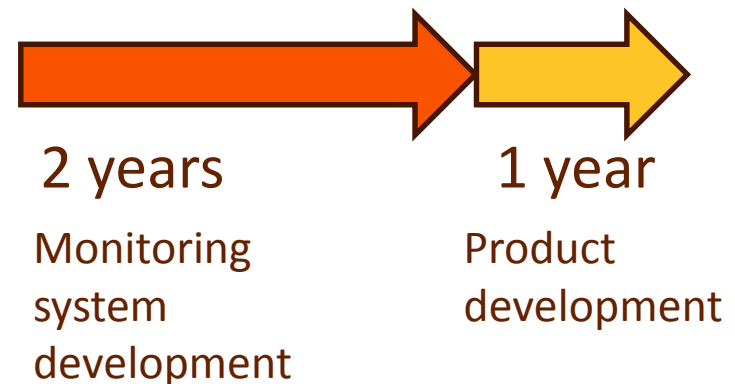 2 years
Monitoring
system
development
1 year
Product
development